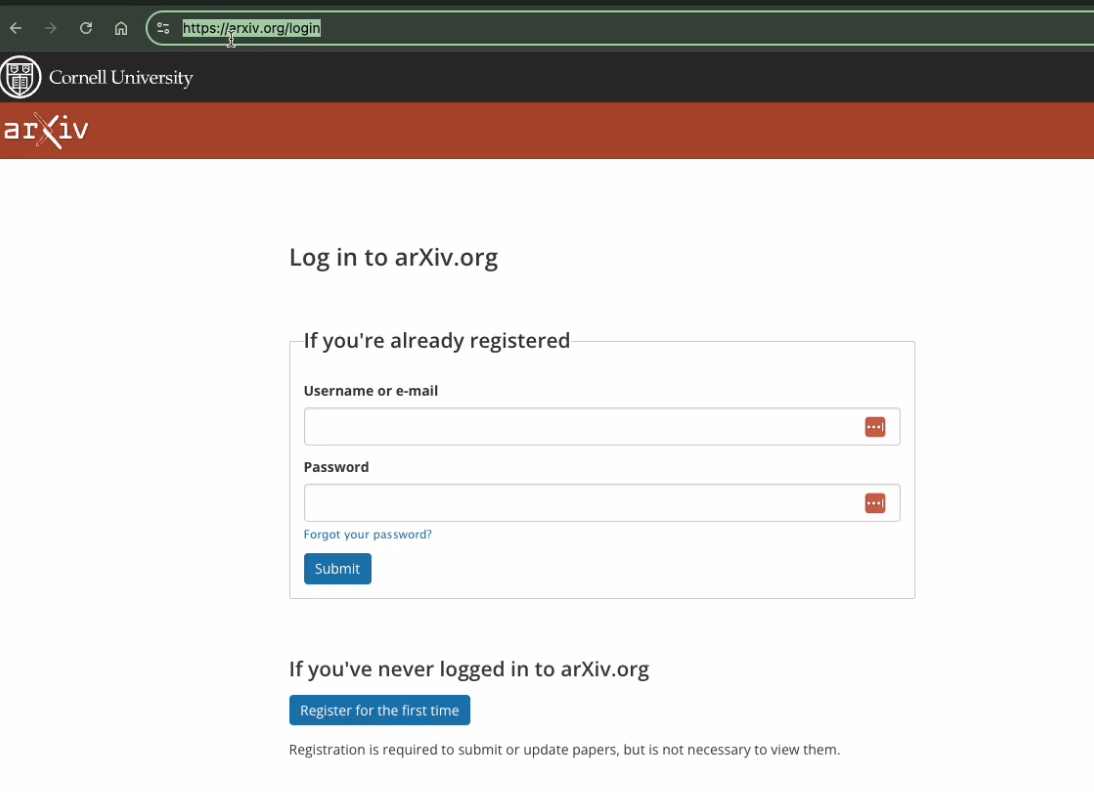 https://arxiv.org/login
Cornell University
arXiv
Log in to arXiv.org
If you're already registered
Username or e-mail
Password
Forgot your password?
Submit
If you've never logged in to arXiv.org
Register for the first time
Registration is required to submit or update papers, but is not necessary to view them.